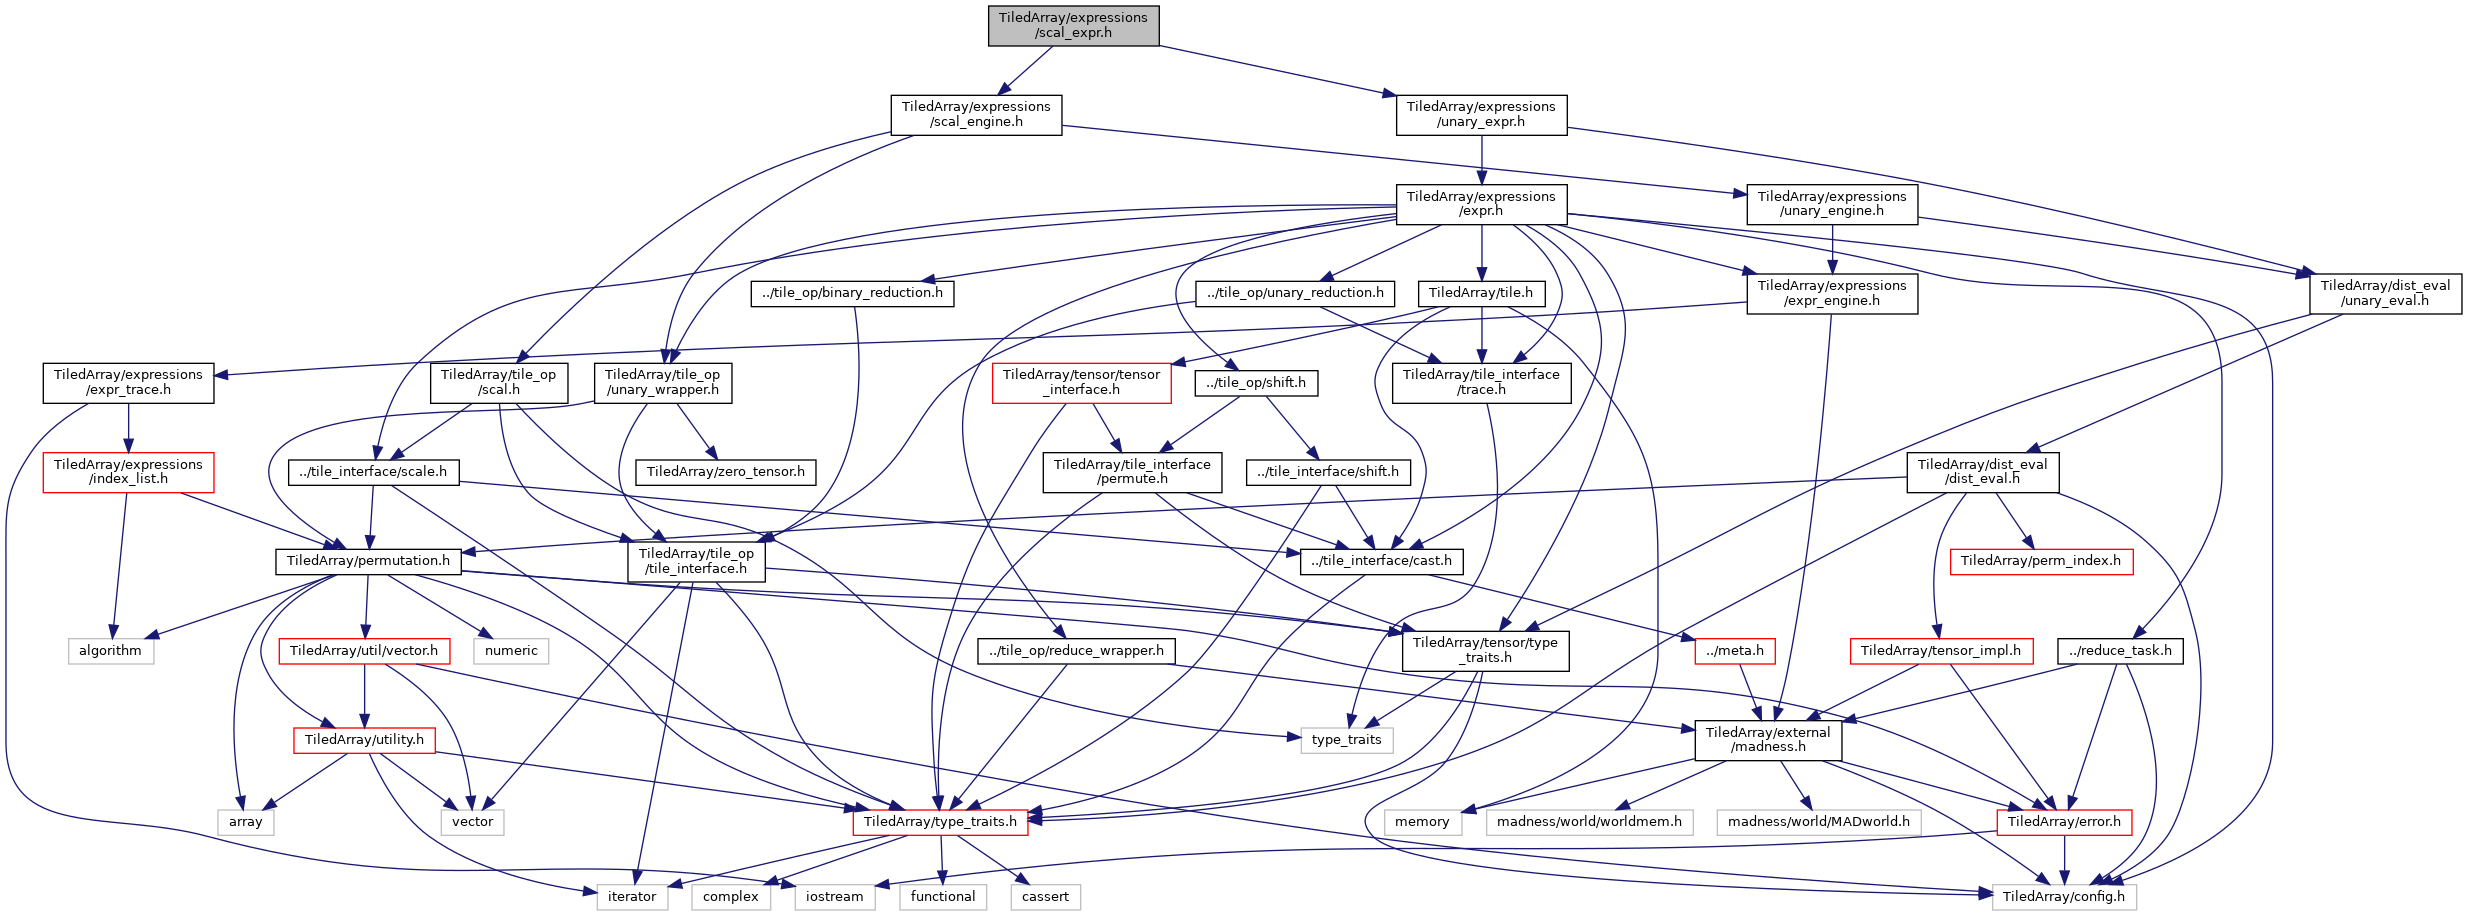 TiledArray/expressions
/scal_expr.h
TiledArray/expressions
/scal_engine.h
TiledArray/expressions
/unary_expr.h
TiledArray/expressions
/expr.h
TiledArray/expressions
/unary_engine.h
../tile_op/binary_reduction.h
../tile_op/unary_reduction.h
TiledArray/tile.h
TiledArray/expressions
/expr_engine.h
TiledArray/dist_eval
/unary_eval.h
TiledArray/expressions
/expr_trace.h
TiledArray/tile_op
/scal.h
TiledArray/tile_op
/unary_wrapper.h
TiledArray/tensor/tensor
_interface.h
../tile_op/shift.h
TiledArray/tile_interface
/trace.h
TiledArray/expressions
/index_list.h
../tile_interface/scale.h
TiledArray/zero_tensor.h
TiledArray/tile_interface
/permute.h
../tile_interface/shift.h
TiledArray/dist_eval
/dist_eval.h
TiledArray/permutation.h
TiledArray/tile_op
/tile_interface.h
../tile_interface/cast.h
TiledArray/perm_index.h
algorithm
TiledArray/util/vector.h
numeric
../tile_op/reduce_wrapper.h
TiledArray/tensor/type
_traits.h
../meta.h
TiledArray/tensor_impl.h
../reduce_task.h
TiledArray/utility.h
type_traits
TiledArray/external
/madness.h
array
vector
TiledArray/type_traits.h
memory
madness/world/worldmem.h
madness/world/MADworld.h
TiledArray/error.h
iterator
complex
iostream
functional
cassert
TiledArray/config.h